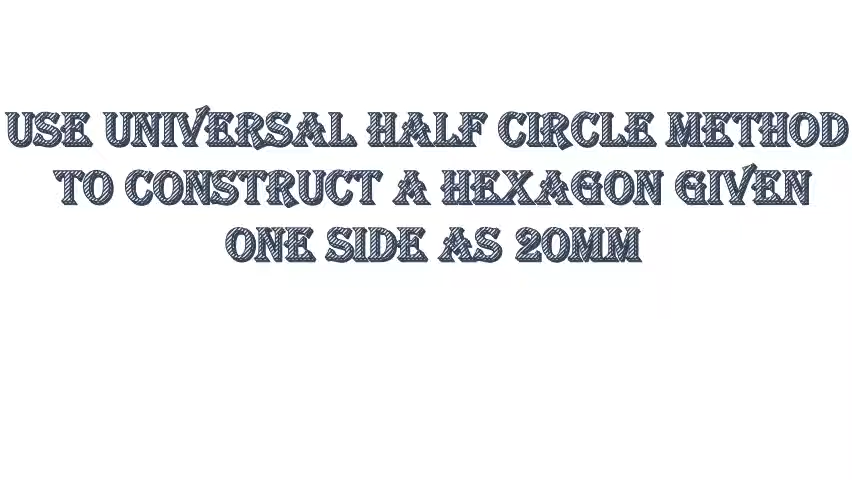 USE UNIVERSAL HALF CIRCLE METHOD
TO CONSTRUCT A HEXAGON GIVEN
ONE SIDE AS 20MM